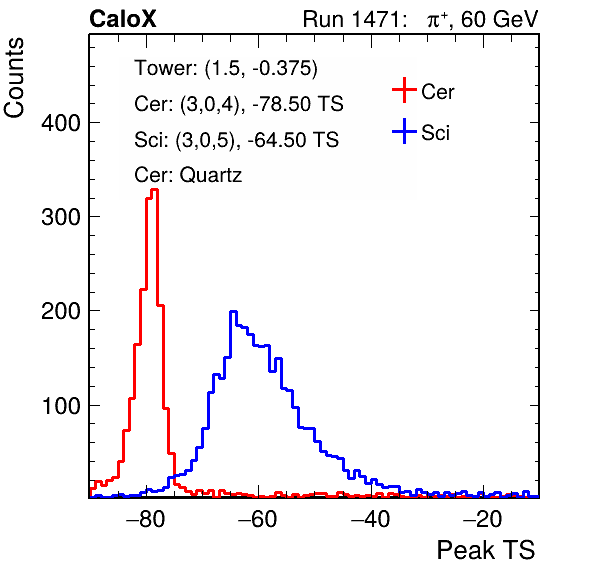 CaloX Run 1471: π⁺, 60 GeV
Tower: (1.5, -0.375)
Cer: (3,0,4), -78.50 TS
Sci: (3,0,5), -64.50 TS
Cer: Quartz
Cer
Sci
Counts
400
300
200
100
−80 −60 −40 −20
Peak TS